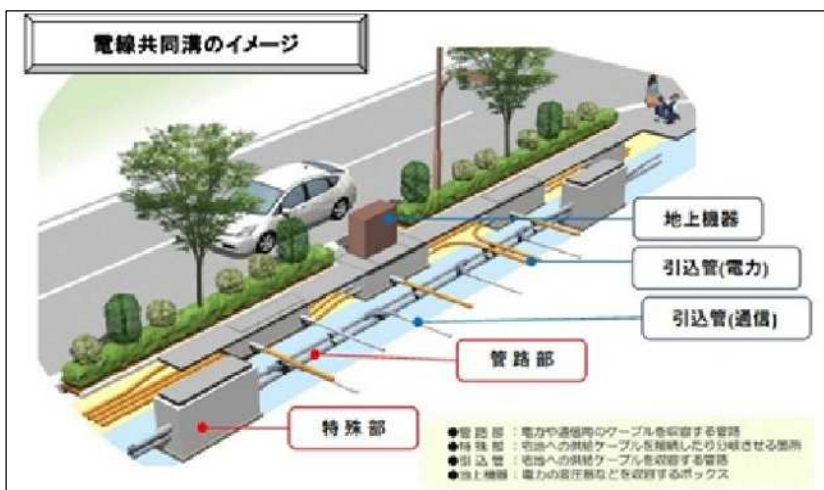 電線共同溝のイメージ
地上機器
引込管(電力)
引込管(通信)
管路部
特殊部
●管路部：電力や通信用のケーブルを収容する管路
●特殊部：宅地への供給ケーブルを接続したり分岐させる箇所
●引込管：宅地への供給ケーブルを収容する管路
●地上機器：電力の変圧器などを収容するボックス